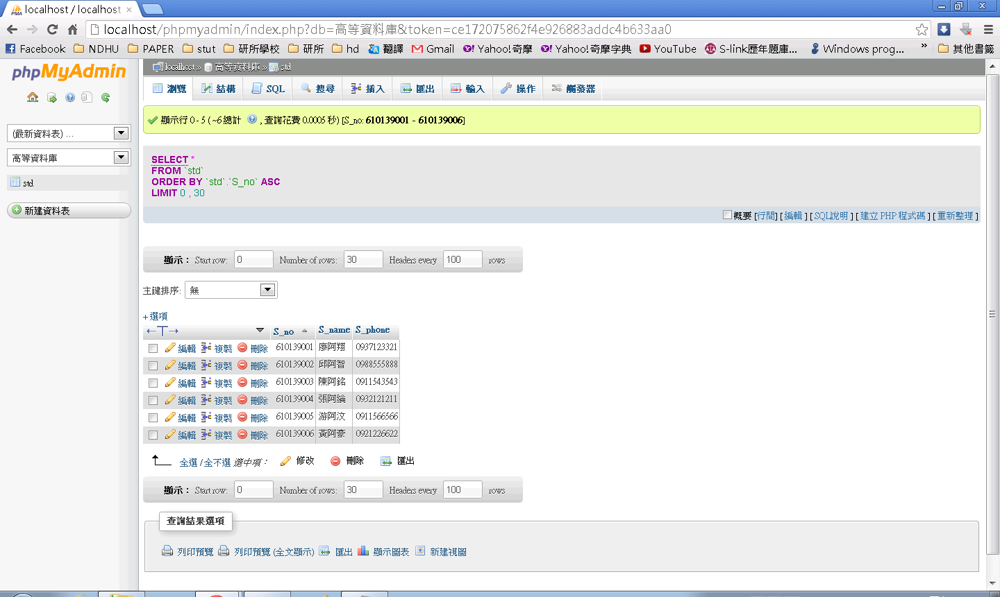 localhost / localhost
localhost/phpmyadmin/index.php?db=高等資料庫&token=ce172075862f4e926883addc4b633aa0
Facebook NDHU PAPER stut 研所學校 研所 hd 翻譯 Gmail Yahoo!奇摩 Yahoo!奇摩字典 YouTube S-link歷年題庫... Windows prog... » 其他書籤
phpMyAdmin
(最新資料表) ...
高等資料庫
std
新建資料表
localhost » 高等資料庫 » std
瀏覽 結構 SQL 搜尋 插入 匯出 輸入 操作 觸發器
顯示行 0 - 5 ( ~6 總計 , 查詢花費 0.0005 秒) [S_no: 610139001 - 610139006]
SELECT *
FROM `std`
ORDER BY `std`.`S_no` ASC
LIMIT 0 , 30
概要 [行間] [ 編輯 ] [ SQL說明 ] [ 建立 PHP 程式碼 ] [ 重新整理 ]
顯示： Start row: 0 Number of rows: 30 Headers every 100 rows
主鍵排序: 無
+ 選項
←T→ S_no S_name S_phone
編輯 複製 刪除 610139001 廖阿翔 0937123321
編輯 複製 刪除 610139002 邱阿智 0988555888
編輯 複製 刪除 610139003 陳阿銘 0911543543
編輯 複製 刪除 610139004 張阿綸 0932121211
編輯 複製 刪除 610139005 游阿汶 0911566566
編輯 複製 刪除 610139006 黃阿豪 0921226622
全選 / 全不選 選中項： 修改 刪除 匯出
顯示： Start row: 0 Number of rows: 30 Headers every 100 rows
查詢結果選項
列印預覽 列印預覽 (全文顯示) 匯出 顯示圖表 新建視圖